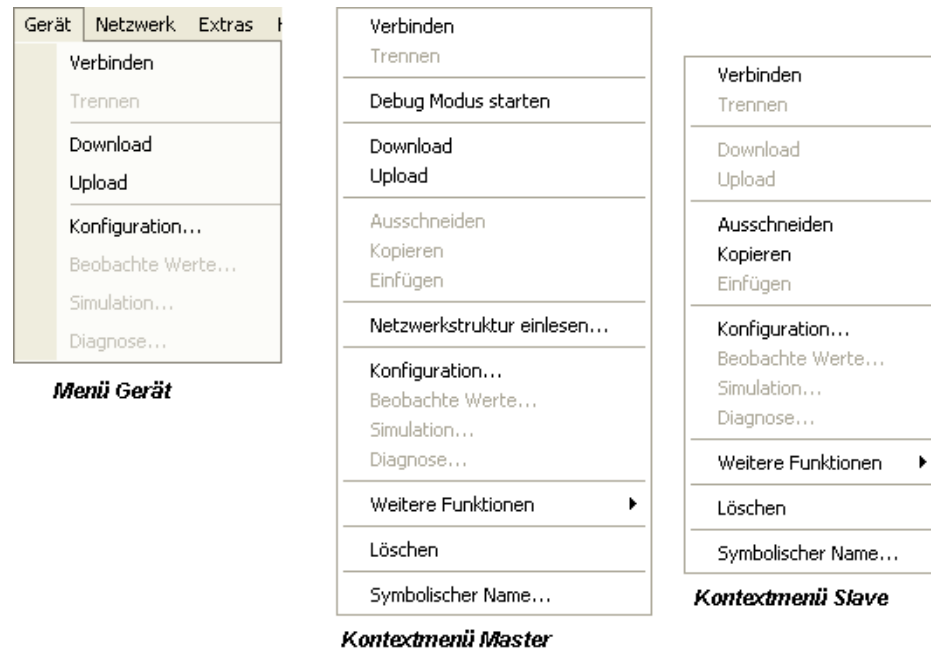 Gerät Netzwerk Extras
Verbinden
Trennen
Download
Upload
Konfiguration...
Beobachte Werte...
Simulation...
Diagnose...
Menü Gerät
Verbinden
Trennen
Debug Modus starten
Download
Upload
Ausschneiden
Kopieren
Einfügen
Netzwerkstruktur einlesen...
Konfiguration...
Beobachte Werte...
Simulation...
Diagnose...
Weitere Funktionen
Löschen
Symbolischer Name...
Kontextmenü Master
Verbinden
Trennen
Download
Upload
Ausschneiden
Kopieren
Einfügen
Konfiguration...
Beobachte Werte...
Simulation...
Diagnose...
Weitere Funktionen
Löschen
Symbolischer Name...
Kontextmenü Slave